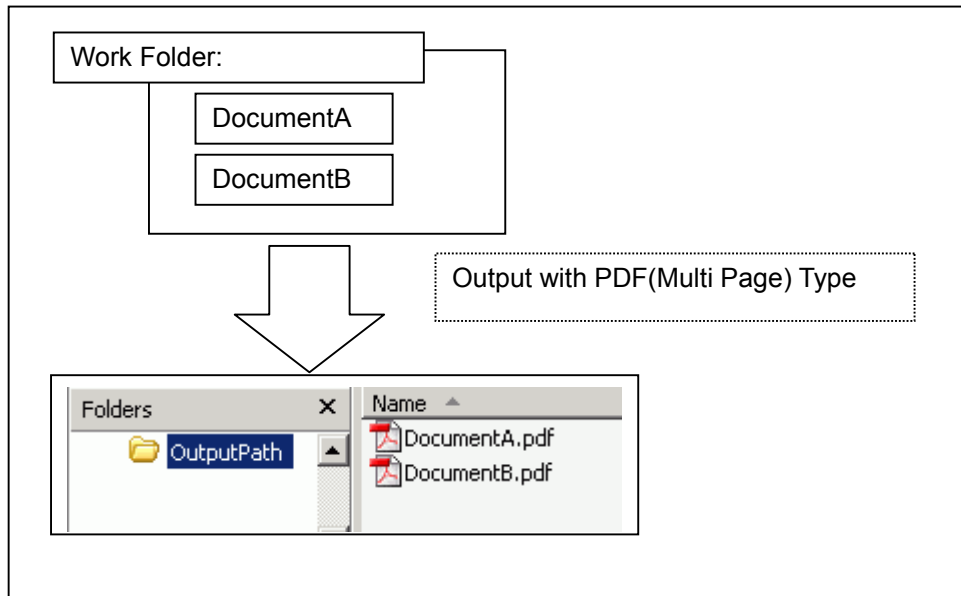 Work Folder:
DocumentA
DocumentB
Output with PDF(Multi Page) Type
Folders
Name
OutputPath
DocumentA.pdf
DocumentB.pdf